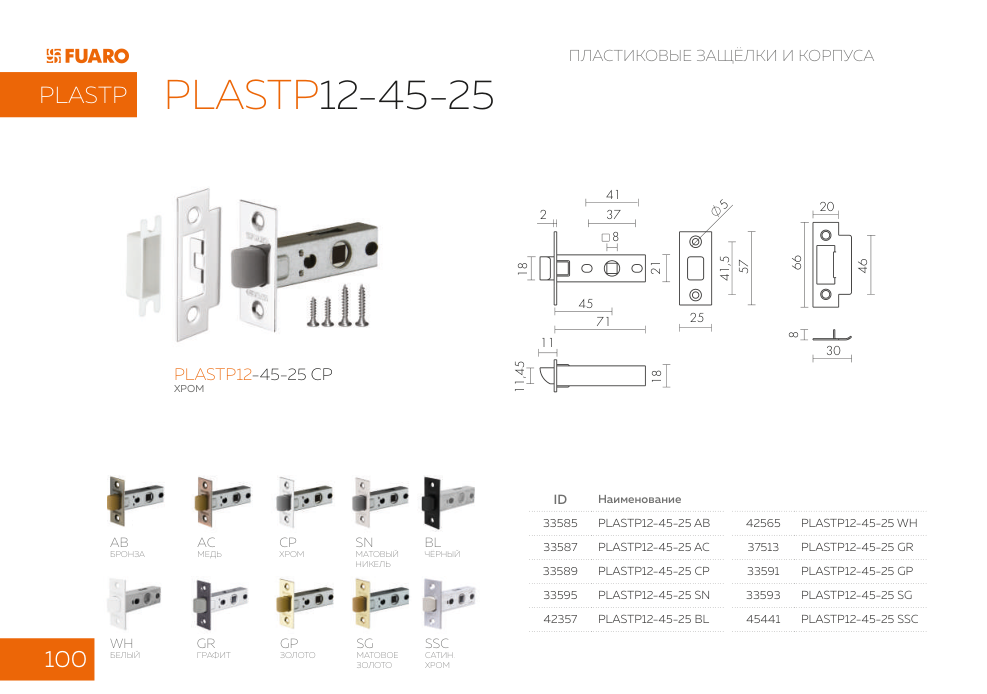 FUARO
ПЛАСТИКОВЫЕ ЗАЩЁЛКИ И КОРПУСА
PLASTP
PLASTP12-45-25
PLASTP12-45-25 CP
ХРОМ
41
2
37
8
18
21
45
71
∅5
41,5
57
25
20
66
46
8
30
11
11,45
18
AB
БРОНЗА
AC
МЕДЬ
CP
ХРОМ
SN
МАТОВЫЙ
НИКЕЛЬ
BL
ЧЕРНЫЙ
WH
БЕЛЫЙ
GR
ГРАФИТ
GP
ЗОЛОТО
SG
МАТОВОЕ
ЗОЛОТО
SSC
САТИН.
ХРОМ
ID Наименование
33585 PLASTP12-45-25 AB 42565 PLASTP12-45-25 WH
33587 PLASTP12-45-25 AC 37513 PLASTP12-45-25 GR
33589 PLASTP12-45-25 CP 33591 PLASTP12-45-25 GP
33595 PLASTP12-45-25 SN 33593 PLASTP12-45-25 SG
42357 PLASTP12-45-25 BL 45441 PLASTP12-45-25 SSC
100